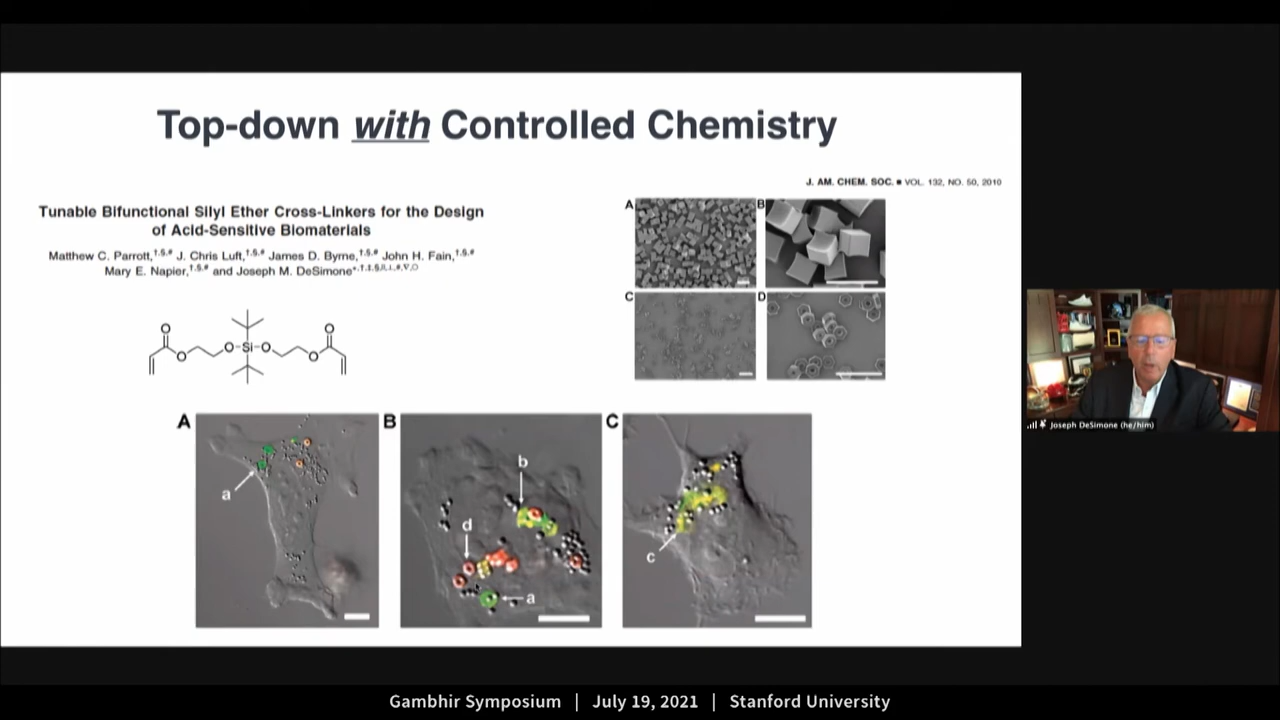 Top-down with Controlled Chemistry
J. AM. CHEM. SOC. ■ VOL. 132, NO. 50, 2010
Tunable Bifunctional Silyl Ether Cross-Linkers for the Design
of Acid-Sensitive Biomaterials
Matthew C. Parrott, J. Chris Luft, James D. Byrne, John H. Fain,
Mary E. Napier, and Joseph M. DeSimone
A
B
C
D
O
O
O
Si
O
O
O
A
a
B
b
d
a
C
c
Joseph DeSimone (he/him)
Gambhir Symposium | July 19, 2021 | Stanford University